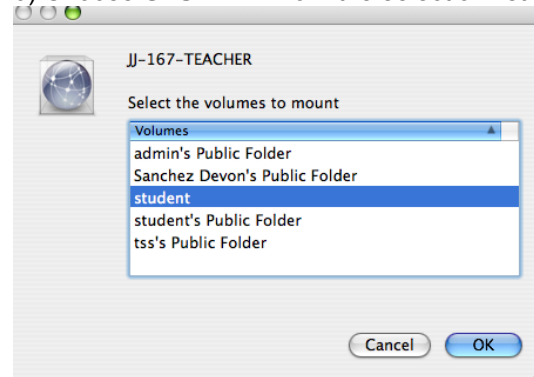 JJ-167-TEACHER
Select the volumes to mount
Volumes
admin's Public Folder
Sanchez Devon's Public Folder
student
student's Public Folder
tss's Public Folder
Cancel OK